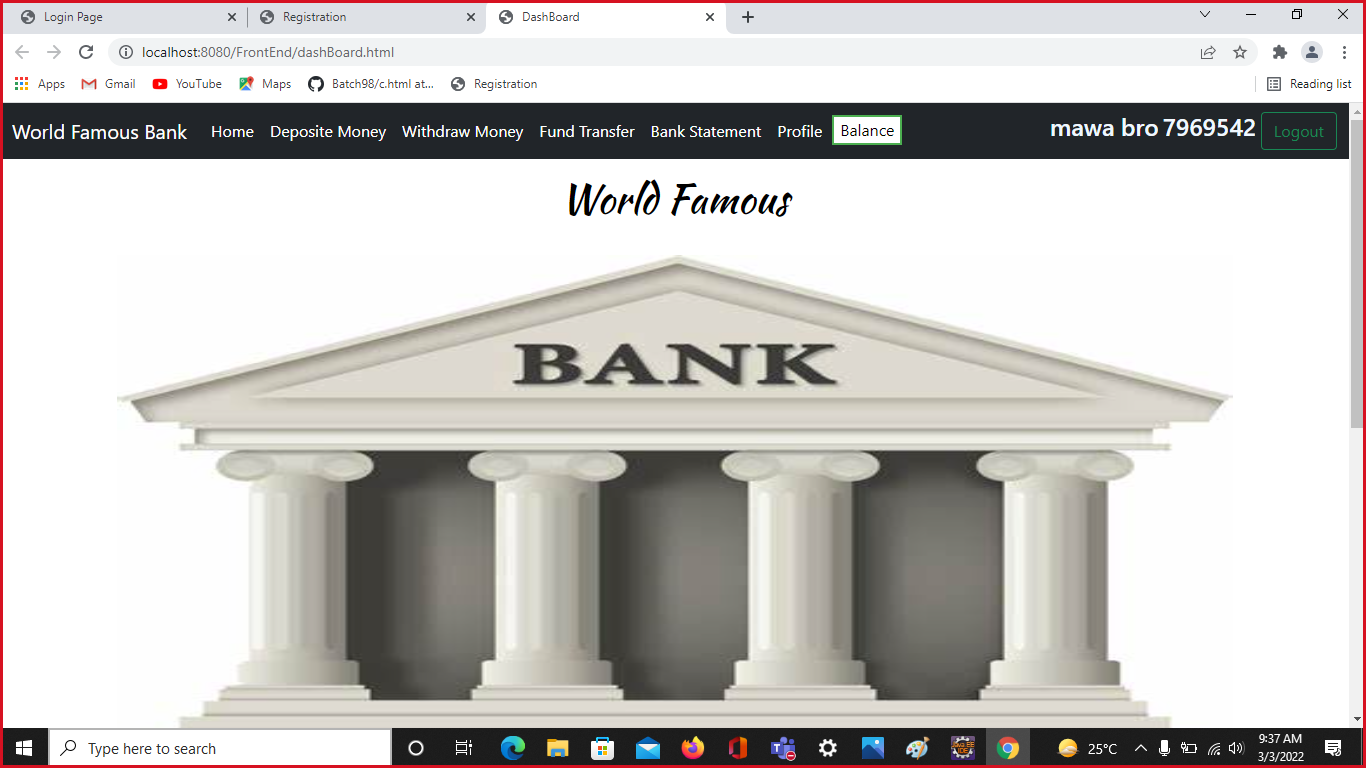 Login Page
Registration
DashBoard
localhost:8080/FrontEnd/dashBoard.html
Apps Gmail YouTube Maps Batch98/c.html at... Registration Reading list
World Famous Bank Home Deposite Money Withdraw Money Fund Transfer Bank Statement Profile Balance mawa bro 7969542 Logout
World Famous
BANK
Type here to search
25°C
9:37 AM
3/3/2022